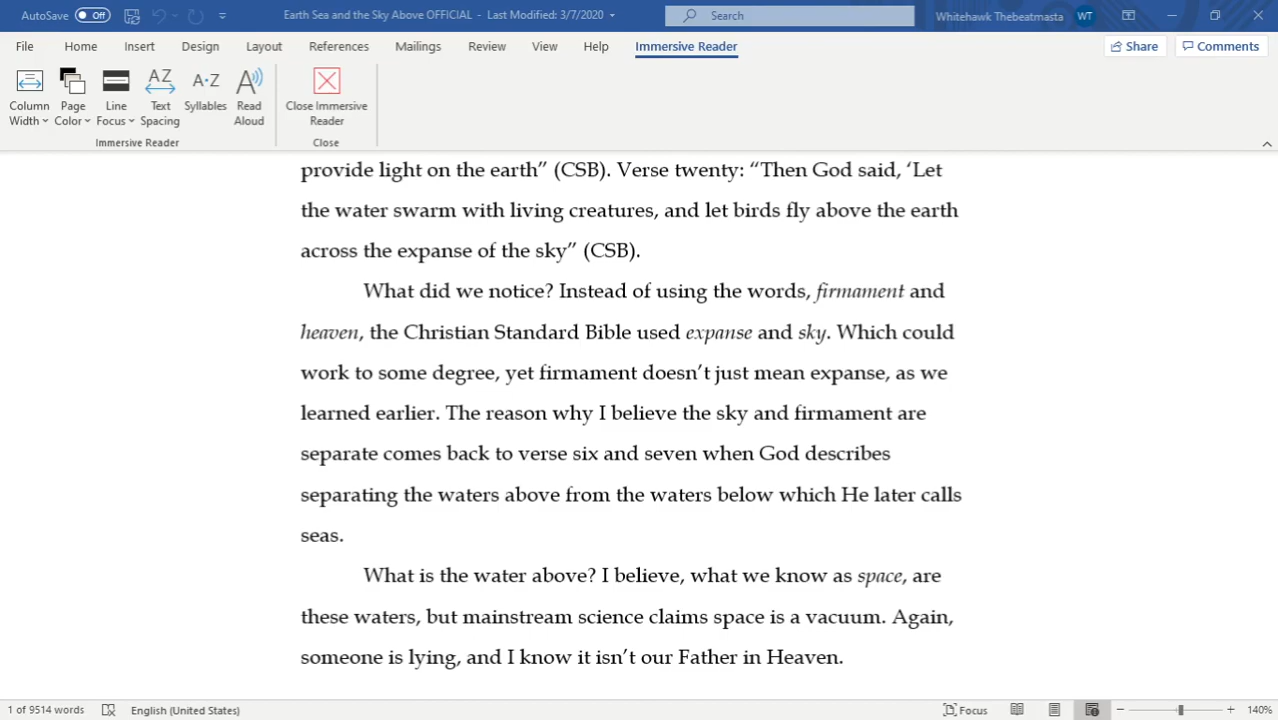 AutoSave Off Earth Sea and the Sky Above OFFICIAL - Last Modified: 3/7/2020 Search Whitehawk Thebeatmasta WT
File Home Insert Design Layout References Mailings Review View Help Immersive Reader Share Comments
AZ A·Z A
Column Width Page Color Line Focus Text Spacing Syllables Read Aloud Close Immersive Reader
Immersive Reader Close
provide light on the earth” (CSB). Verse twenty: “Then God said, ‘Let
the water swarm with living creatures, and let birds fly above the earth
across the expanse of the sky” (CSB).
What did we notice? Instead of using the words, firmament and
heaven, the Christian Standard Bible used expanse and sky. Which could
work to some degree, yet firmament doesn’t just mean expanse, as we
learned earlier. The reason why I believe the sky and firmament are
separate comes back to verse six and seven when God describes
separating the waters above from the waters below which He later calls
seas.
What is the water above? I believe, what we know as space, are
these waters, but mainstream science claims space is a vacuum. Again,
someone is lying, and I know it isn’t our Father in Heaven.
1 of 9514 words English (United States) Focus 140%